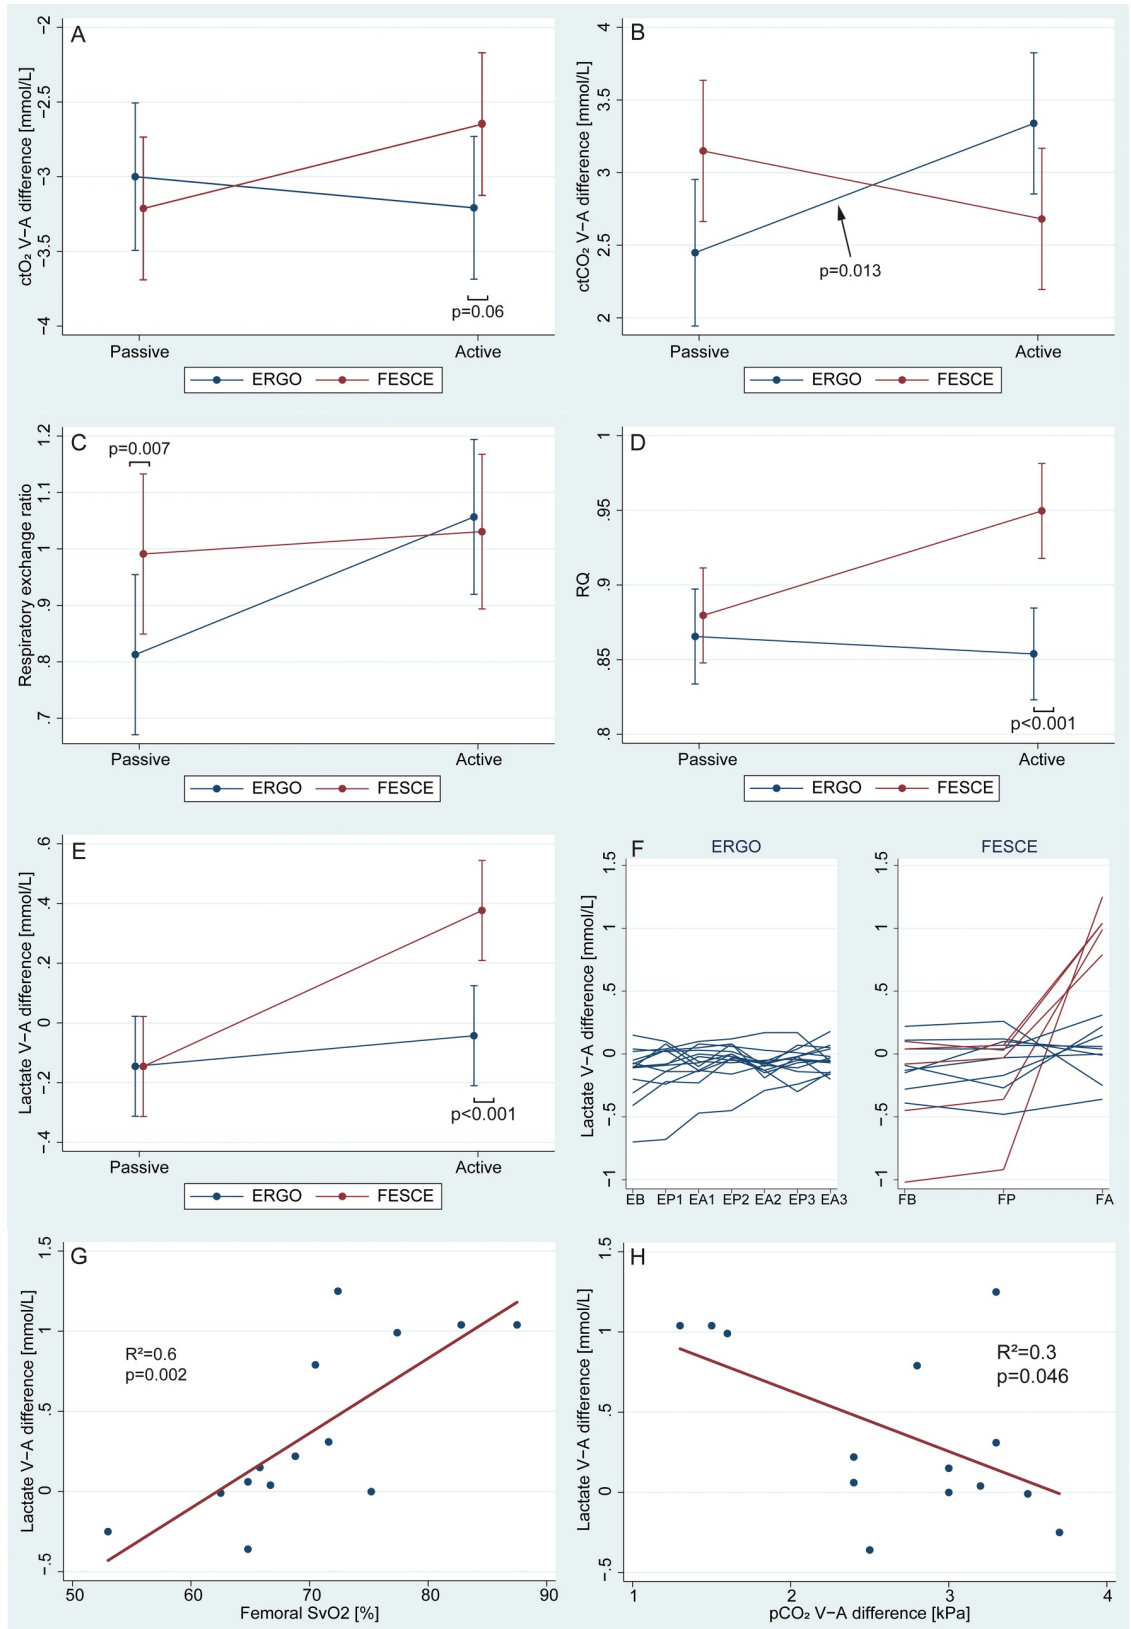 A
ctO₂ V−A difference [mmol/L]
−2
−2.5
−3
−3.5
−4
p=0.06
Passive
Active
ERGO
FESCE
B
ctCO₂ V−A difference [mmol/L]
4
3.5
3
2.5
2
p=0.013
Passive
Active
ERGO
FESCE
C
Respiratory exchange ratio
1.2
1.1
1
.9
.8
.7
p=0.007
Passive
Active
ERGO
FESCE
D
RQ
1
.95
.9
.85
.8
p<0.001
Passive
Active
ERGO
FESCE
E
Lactate V−A difference [mmol/L]
.6
.4
.2
0
−.2
−.4
p<0.001
Passive
Active
ERGO
FESCE
F
ERGO
Lactate V−A difference [mmol/L]
1.5
1
.5
0
−.5
−1
EB EP1 EA1 EP2 EA2 EP3 EA3
FESCE
1.5
1
.5
0
−.5
−1
FB FP FA
G
Lactate V−A difference [mmol/L]
1.5
1
.5
0
−.5
R²=0.6
p=0.002
50 60 70 80 90
Femoral SvO2 [%]
H
Lactate V−A difference [mmol/L]
1.5
1
.5
0
−.5
R²=0.3
p=0.046
1 2 3 4
pCO₂ V−A difference [kPa]